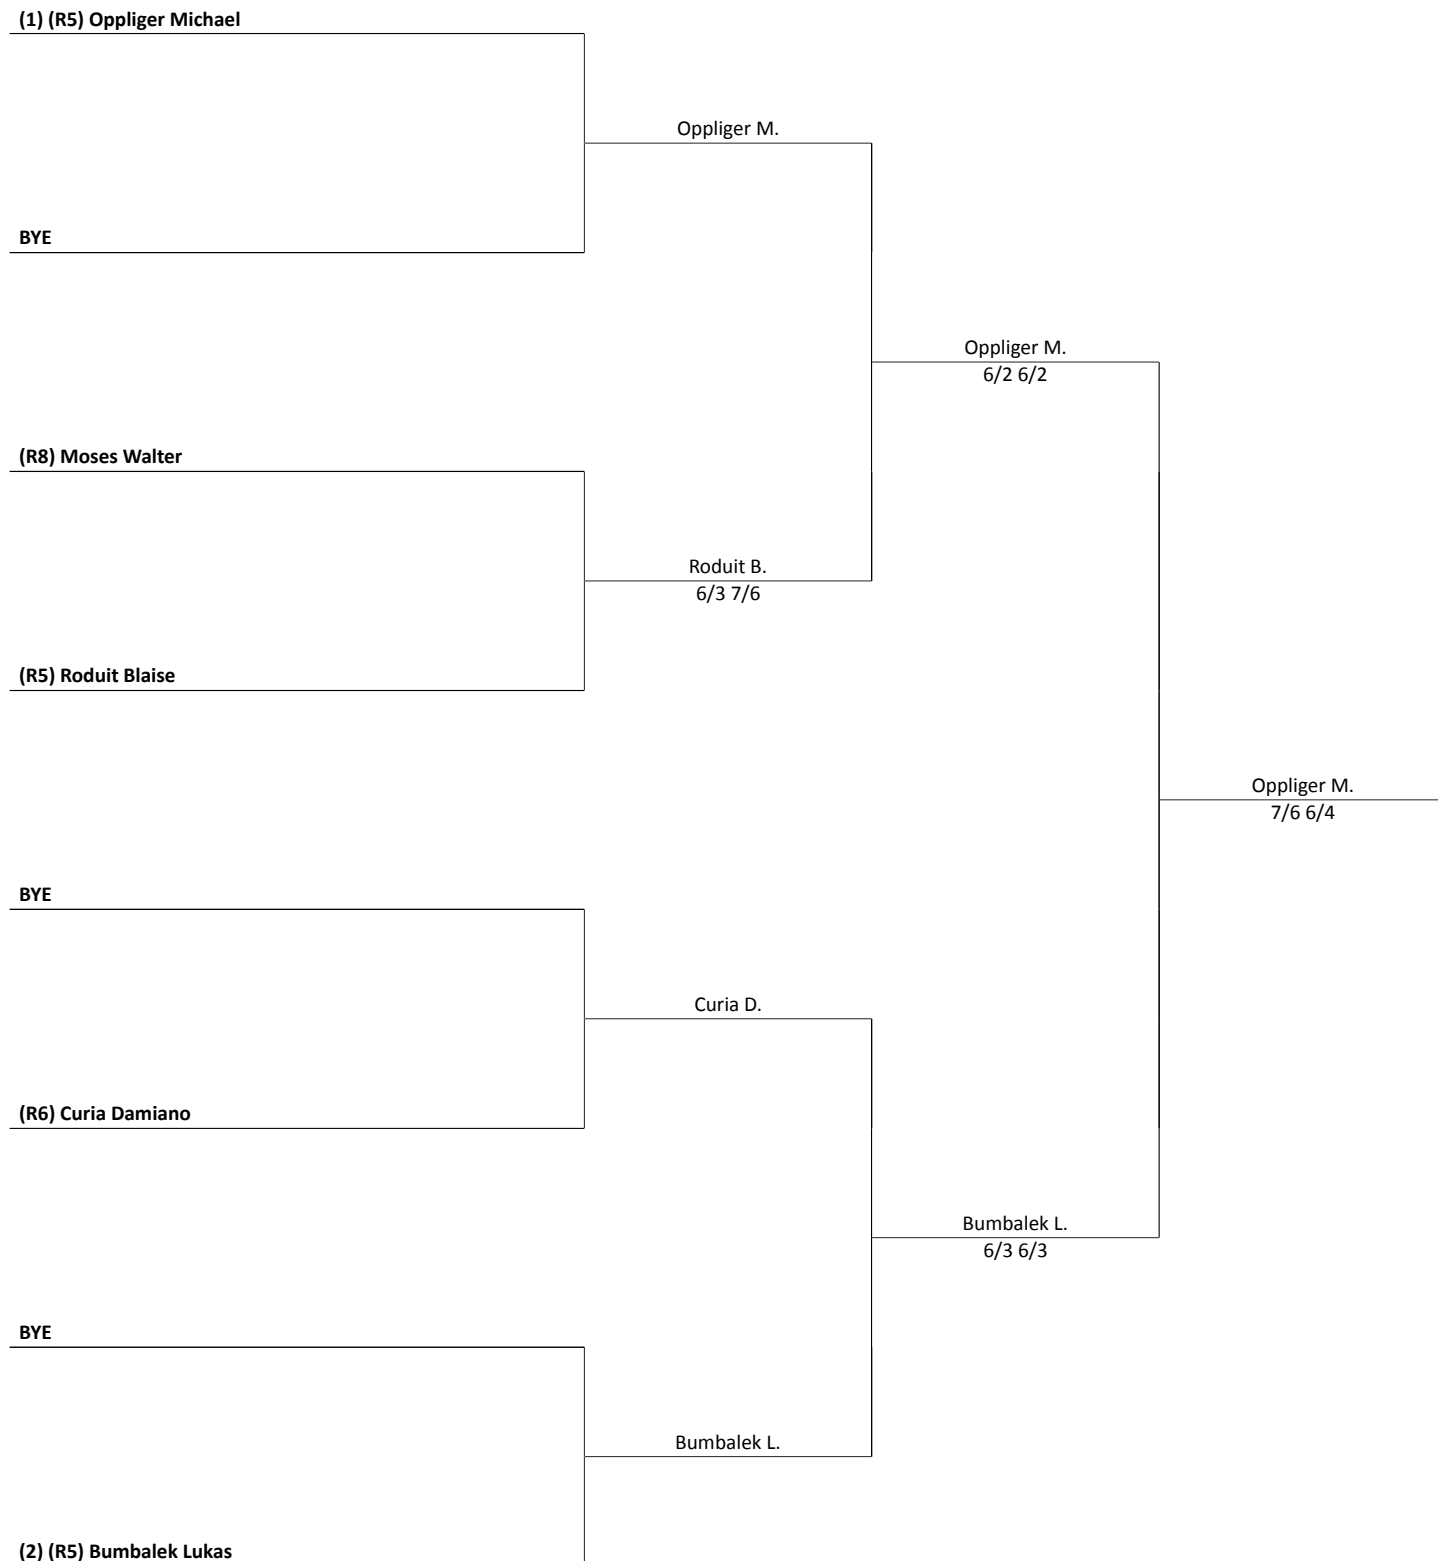 (1) (R5) Oppliger Michael
Oppliger M.
BYE
Oppliger M.
6/2 6/2
(R8) Moses Walter
Roduit B.
6/3 7/6
(R5) Roduit Blaise
Oppliger M.
7/6 6/4
BYE
Curia D.
(R6) Curia Damiano
Bumbalek L.
6/3 6/3
BYE
Bumbalek L.
(2) (R5) Bumbalek Lukas